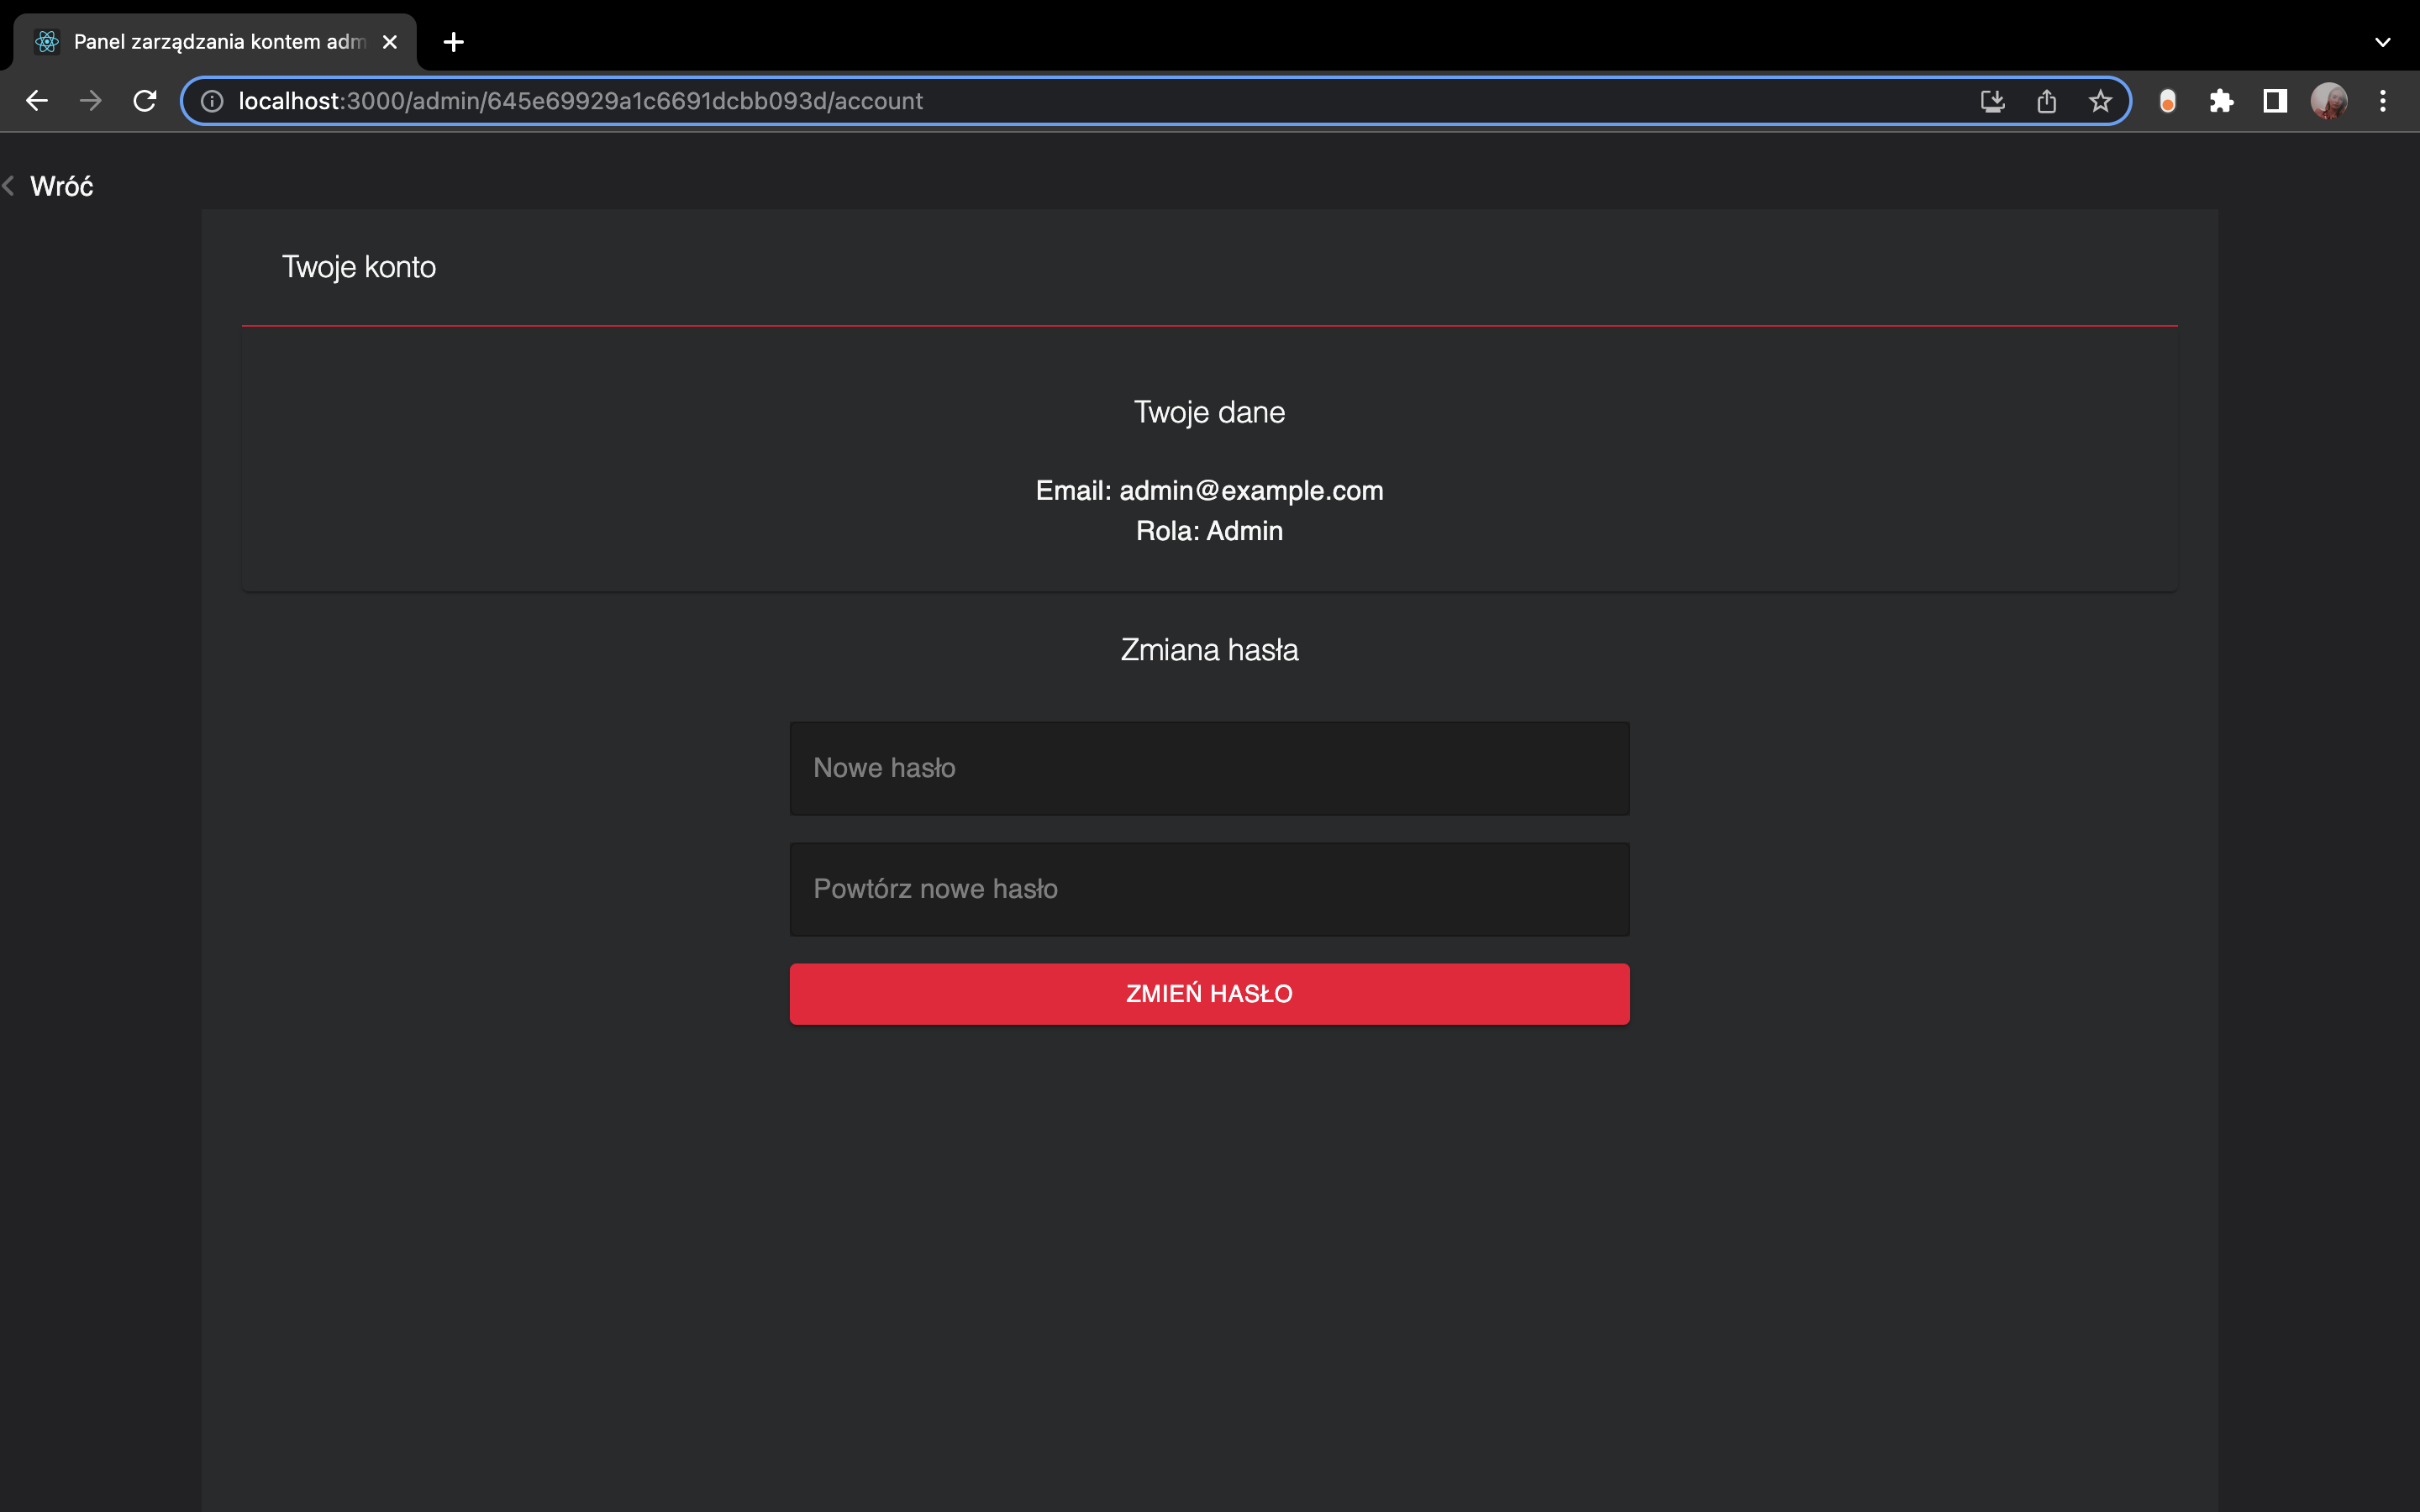 Panel zarządzania kontem adm
localhost:3000/admin/645e69929a1c6691dcbb093d/account
Wróć
Twoje konto
Twoje dane
Email: admin@example.com
Rola: Admin
Zmiana hasła
Nowe hasło
Powtórz nowe hasło
ZMIEŃ HASŁO